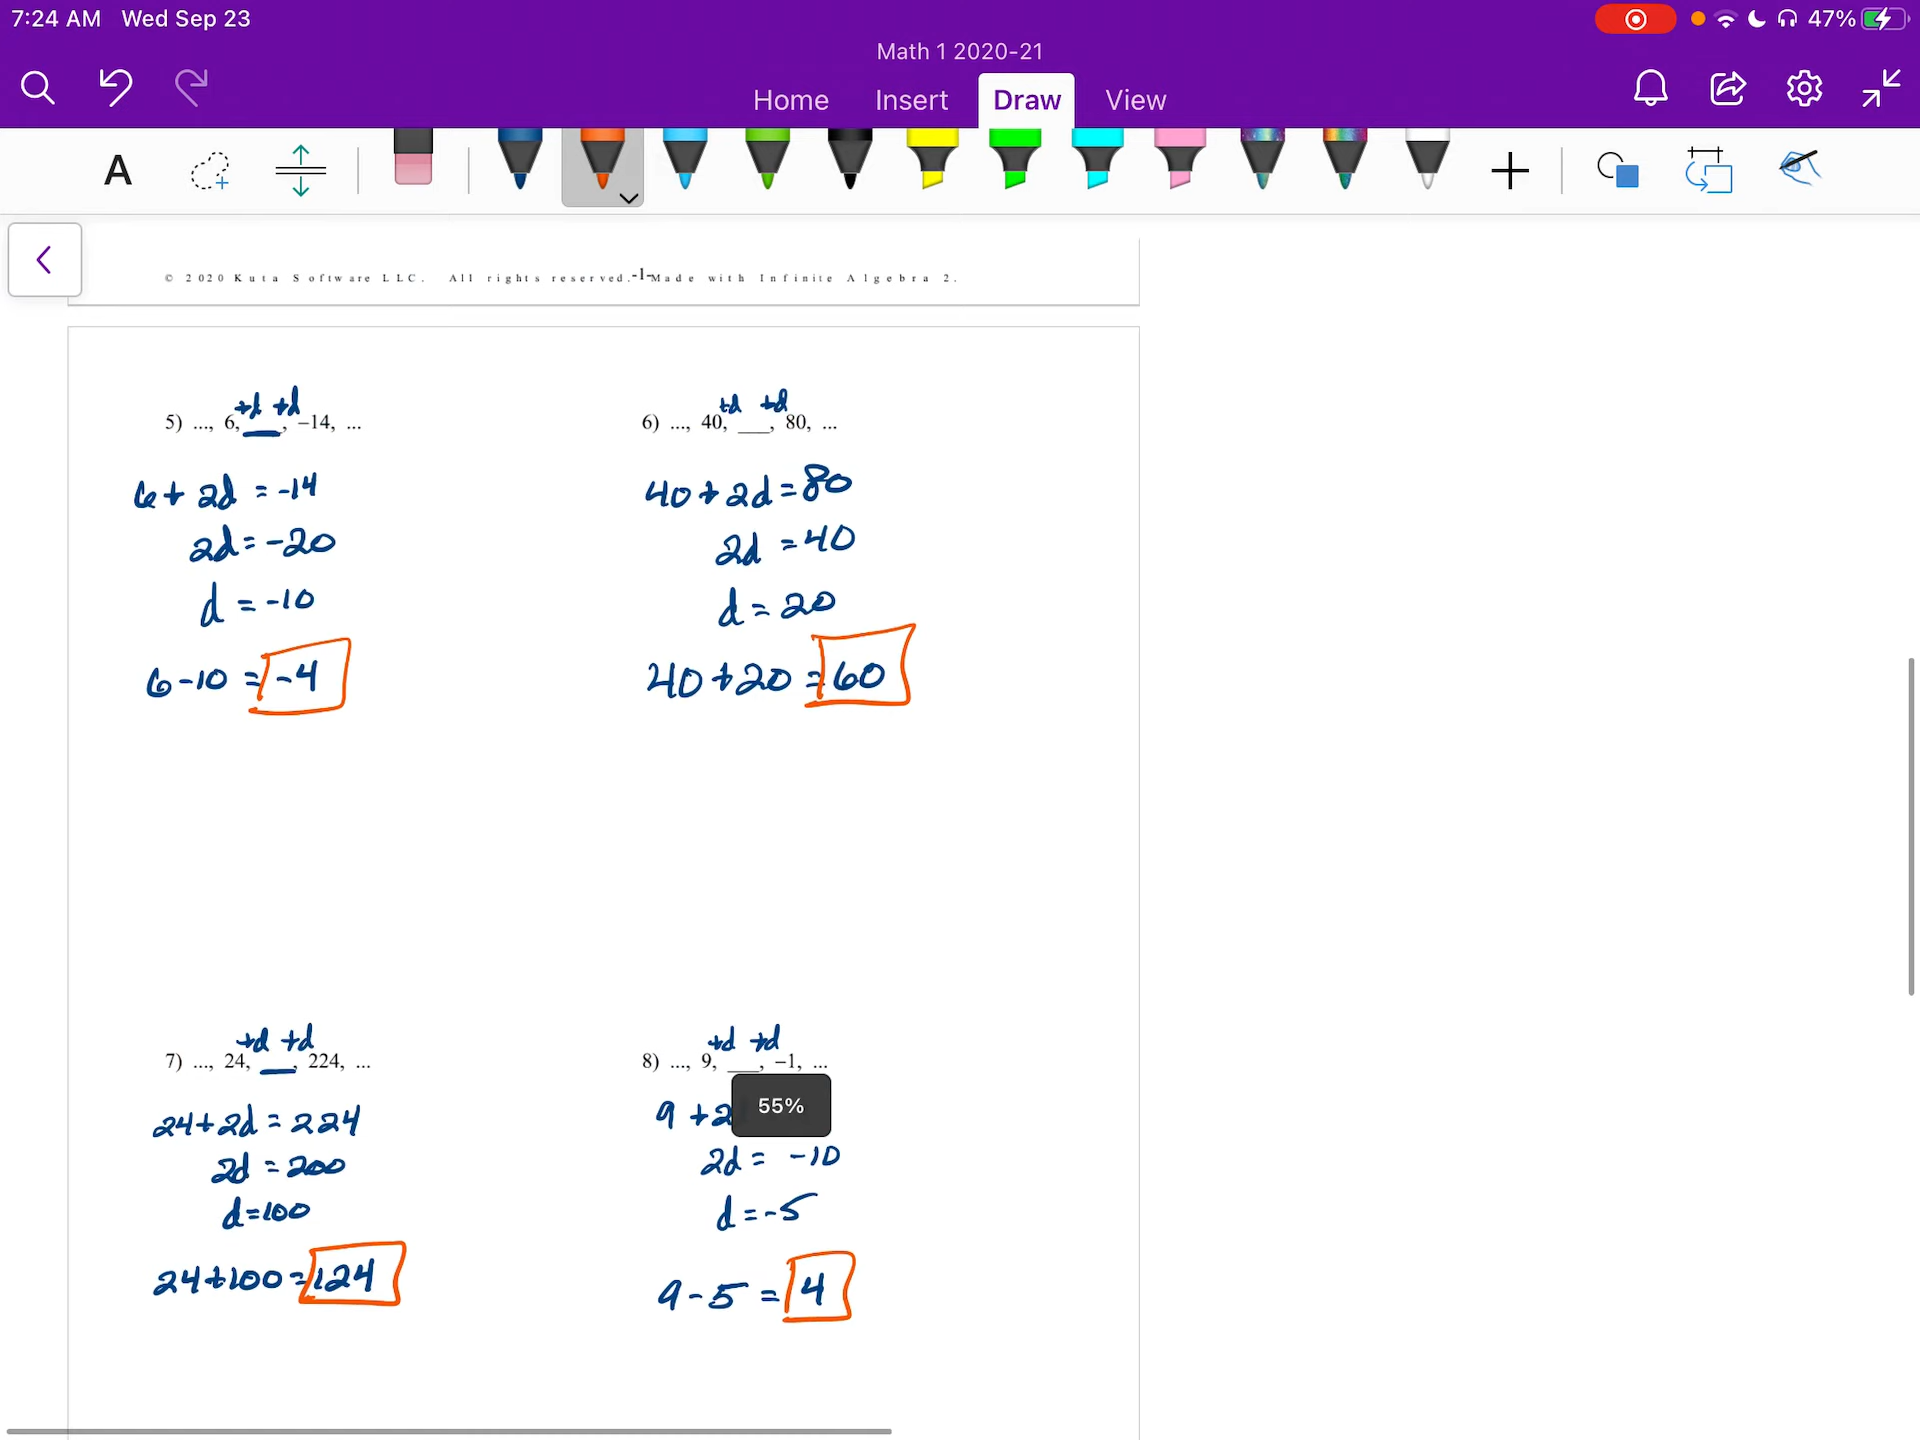 7:24 AM Wed Sep 23
47%
Math 1 2020-21
Home Insert Draw View
A
© 2020 Kuta Software LLC. All rights reserved. -1- Made with Infinite Algebra 2.
+d +d
5) ..., 6, ___, −14, ...
6 + 2d = -14
2d = -20
d = -10
6 - 10 = -4
+d +d
6) ..., 40, ___, 80, ...
40 + 2d = 80
2d = 40
d = 20
40 + 20 = 60
+d +d
7) ..., 24, ___, 224, ...
24 + 2d = 224
2d = 200
d = 100
24 + 100 = 124
+d +d
8) ..., 9, ___, −1, ...
9 + 2
55%
2d = -10
d = -5
9 - 5 = 4